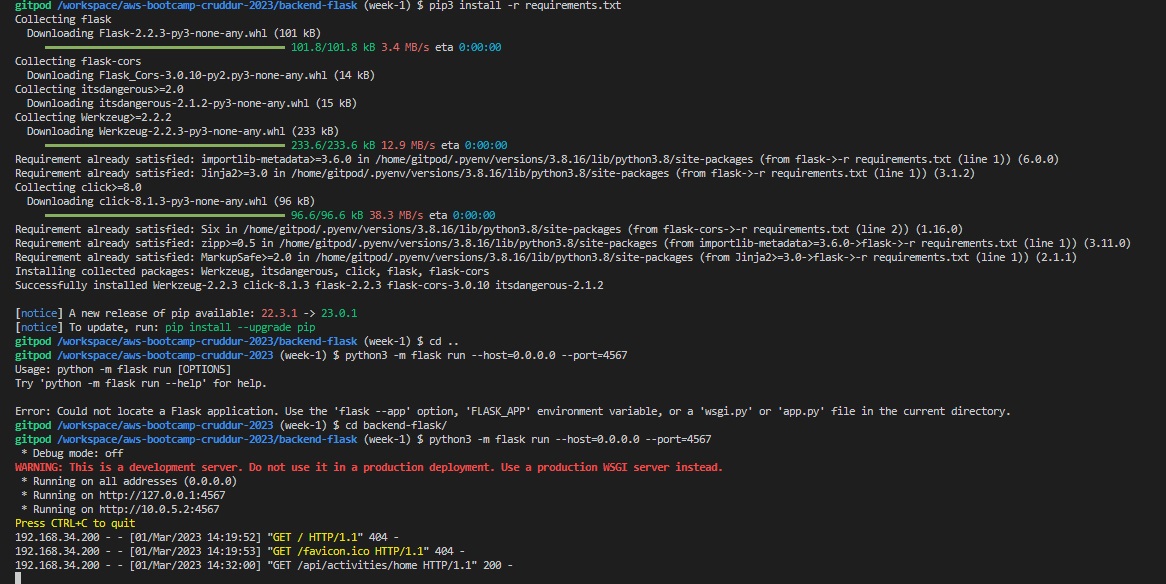 gitpod /workspace/aws-bootcamp-cruddur-2023/backend-flask (week-1) $ pip3 install -r requirements.txt
Collecting flask
Downloading Flask-2.2.3-py3-none-any.whl (101 kB)
101.8/101.8 kB 3.4 MB/s eta 0:00:00
Collecting flask-cors
Downloading Flask_Cors-3.0.10-py2.py3-none-any.whl (14 kB)
Collecting itsdangerous>=2.0
Downloading itsdangerous-2.1.2-py3-none-any.whl (15 kB)
Collecting Werkzeug>=2.2.2
Downloading Werkzeug-2.2.3-py3-none-any.whl (233 kB)
233.6/233.6 kB 12.9 MB/s eta 0:00:00
Requirement already satisfied: importlib-metadata>=3.6.0 in /home/gitpod/.pyenv/versions/3.8.16/lib/python3.8/site-packages (from flask->-r requirements.txt (line 1)) (6.0.0)
Requirement already satisfied: Jinja2>=3.0 in /home/gitpod/.pyenv/versions/3.8.16/lib/python3.8/site-packages (from flask->-r requirements.txt (line 1)) (3.1.2)
Collecting click>=8.0
Downloading click-8.1.3-py3-none-any.whl (96 kB)
96.6/96.6 kB 38.3 MB/s eta 0:00:00
Requirement already satisfied: Six in /home/gitpod/.pyenv/versions/3.8.16/lib/python3.8/site-packages (from flask-cors->-r requirements.txt (line 2)) (1.16.0)
Requirement already satisfied: zipp>=0.5 in /home/gitpod/.pyenv/versions/3.8.16/lib/python3.8/site-packages (from importlib-metadata>=3.6.0->flask->-r requirements.txt (line 1)) (3.11.0)
Requirement already satisfied: MarkupSafe>=2.0 in /home/gitpod/.pyenv/versions/3.8.16/lib/python3.8/site-packages (from Jinja2>=3.0->flask->-r requirements.txt (line 1)) (2.1.1)
Installing collected packages: Werkzeug, itsdangerous, click, flask, flask-cors
Successfully installed Werkzeug-2.2.3 click-8.1.3 flask-2.2.3 flask-cors-3.0.10 itsdangerous-2.1.2
[notice] A new release of pip available: 22.3.1 -> 23.0.1
[notice] To update, run: pip install --upgrade pip
gitpod /workspace/aws-bootcamp-cruddur-2023/backend-flask (week-1) $ cd ..
gitpod /workspace/aws-bootcamp-cruddur-2023 (week-1) $ python3 -m flask run --host=0.0.0.0 --port=4567
Usage: python -m flask run [OPTIONS]
Try 'python -m flask run --help' for help.
Error: Could not locate a Flask application. Use the 'flask --app' option, 'FLASK_APP' environment variable, or a 'wsgi.py' or 'app.py' file in the current directory.
gitpod /workspace/aws-bootcamp-cruddur-2023 (week-1) $ cd backend-flask/
gitpod /workspace/aws-bootcamp-cruddur-2023/backend-flask (week-1) $ python3 -m flask run --host=0.0.0.0 --port=4567
* Debug mode: off
WARNING: This is a development server. Do not use it in a production deployment. Use a production WSGI server instead.
* Running on all addresses (0.0.0.0)
* Running on http://127.0.0.1:4567
* Running on http://10.0.5.2:4567
Press CTRL+C to quit
192.168.34.200 - - [01/Mar/2023 14:19:52] "GET / HTTP/1.1" 404 -
192.168.34.200 - - [01/Mar/2023 14:19:53] "GET /favicon.ico HTTP/1.1" 404 -
192.168.34.200 - - [01/Mar/2023 14:32:00] "GET /api/activities/home HTTP/1.1" 200 -